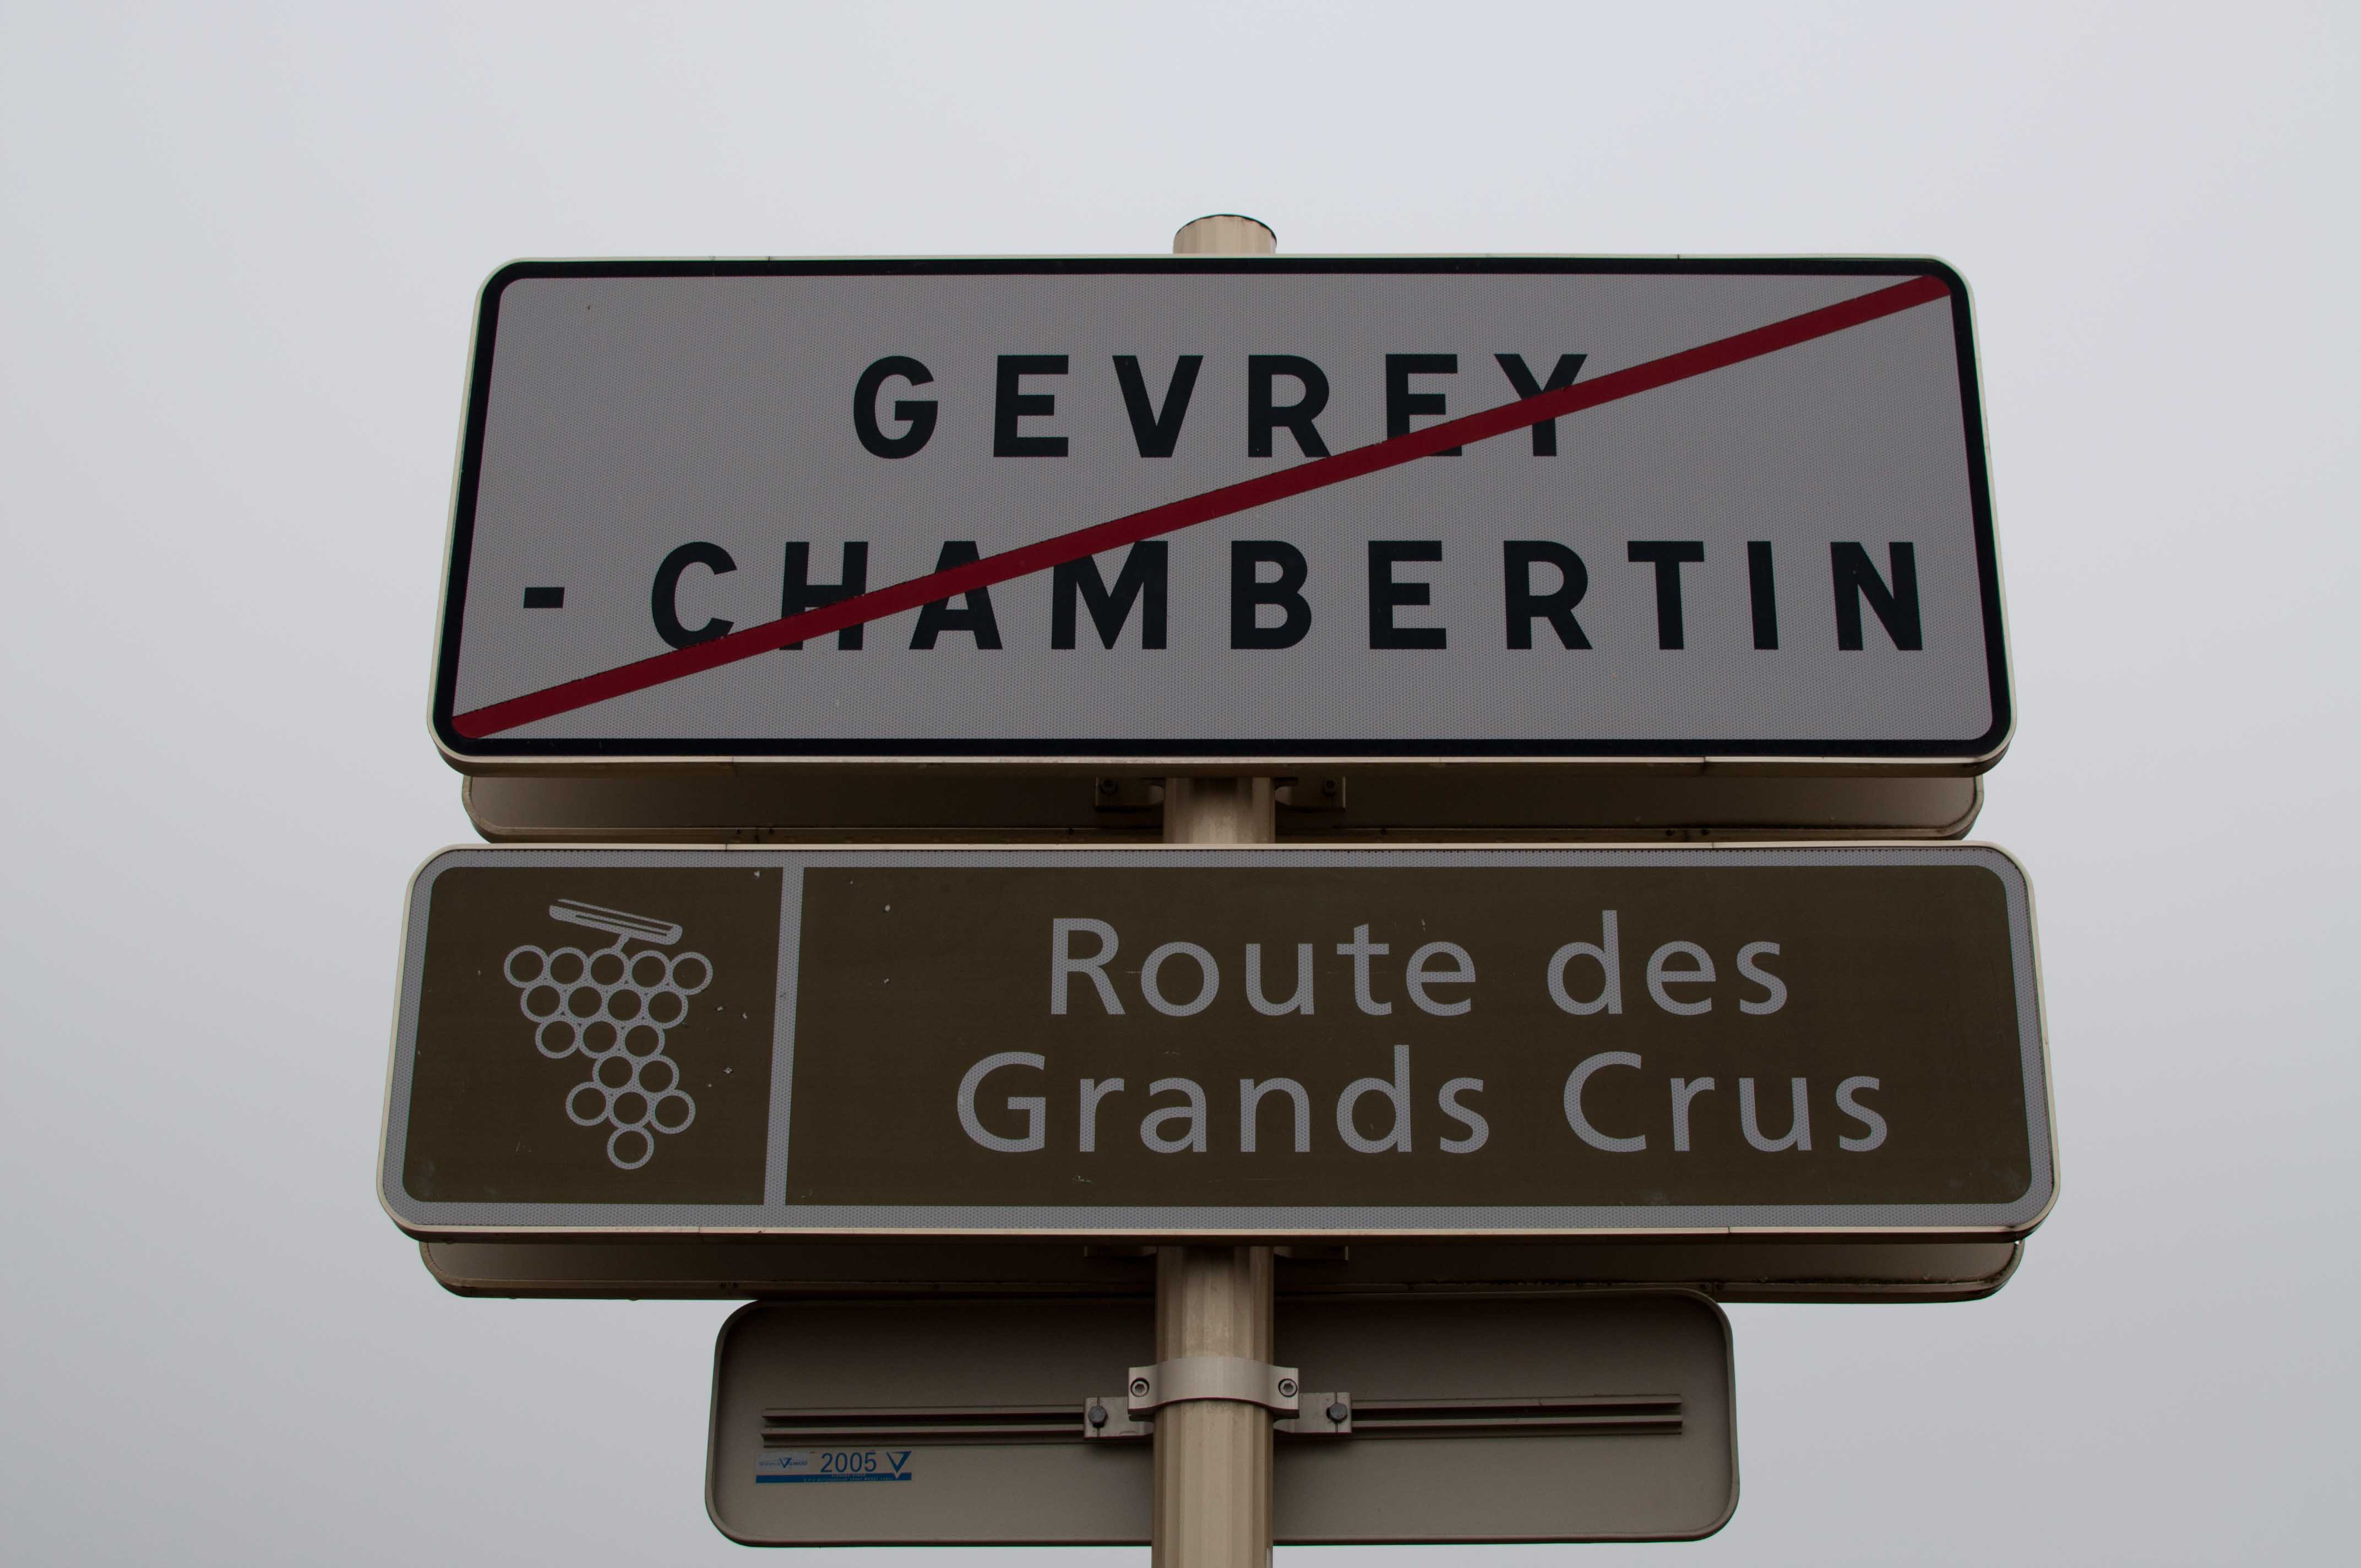 GEVREY
- CHAMBERTIN
Route des
Grands Crus
2005